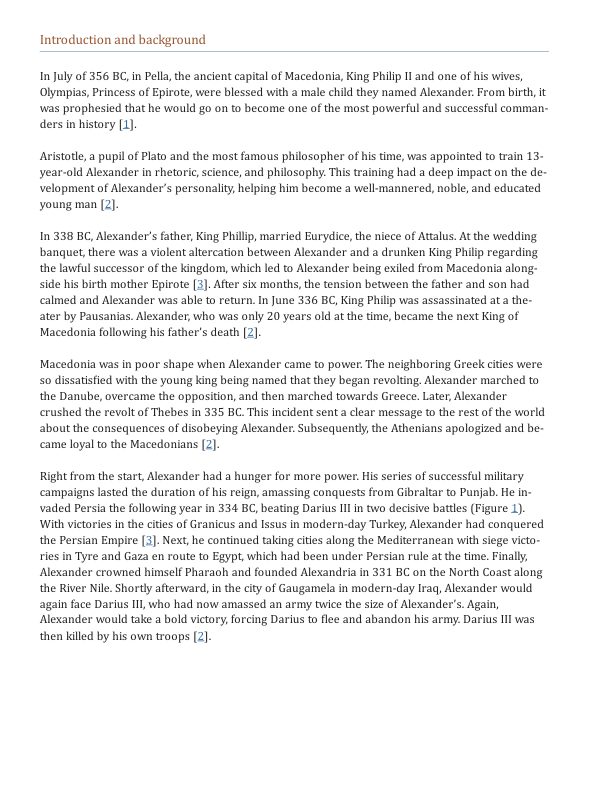 Introduction and background
In July of 356 BC, in Pella, the ancient capital of Macedonia, King Philip II and one of his wives,
Olympias, Princess of Epirote, were blessed with a male child they named Alexander. From birth, it
was prophesied that he would go on to become one of the most powerful and successful comman-
ders in history [1].
Aristotle, a pupil of Plato and the most famous philosopher of his time, was appointed to train 13-
year-old Alexander in rhetoric, science, and philosophy. This training had a deep impact on the de-
velopment of Alexander's personality, helping him become a well-mannered, noble, and educated
young man [2].
In 338 BC, Alexander's father, King Phillip, married Eurydice, the niece of Attalus. At the wedding
banquet, there was a violent altercation between Alexander and a drunken King Philip regarding
the lawful successor of the kingdom, which led to Alexander being exiled from Macedonia along-
side his birth mother Epirote [3]. After six months, the tension between the father and son had
calmed and Alexander was able to return. In June 336 BC, King Philip was assassinated at a the-
ater by Pausanias. Alexander, who was only 20 years old at the time, became the next King of
Macedonia following his father's death [2].
Macedonia was in poor shape when Alexander came to power. The neighboring Greek cities were
so dissatisfied with the young king being named that they began revolting. Alexander marched to
the Danube, overcame the opposition, and then marched towards Greece. Later, Alexander
crushed the revolt of Thebes in 335 BC. This incident sent a clear message to the rest of the world
about the consequences of disobeying Alexander. Subsequently, the Athenians apologized and be-
came loyal to the Macedonians [2].
Right from the start, Alexander had a hunger for more power. His series of successful military
campaigns lasted the duration of his reign, amassing conquests from Gibraltar to Punjab. He in-
vaded Persia the following year in 334 BC, beating Darius III in two decisive battles (Figure 1).
With victories in the cities of Granicus and Issus in modern-day Turkey, Alexander had conquered
the Persian Empire [3]. Next, he continued taking cities along the Mediterranean with siege victo-
ries in Tyre and Gaza en route to Egypt, which had been under Persian rule at the time. Finally,
Alexander crowned himself Pharaoh and founded Alexandria in 331 BC on the North Coast along
the River Nile. Shortly afterward, in the city of Gaugamela in modern-day Iraq, Alexander would
again face Darius III, who had now amassed an army twice the size of Alexander's. Again,
Alexander would take a bold victory, forcing Darius to flee and abandon his army. Darius III was
then killed by his own troops [2].